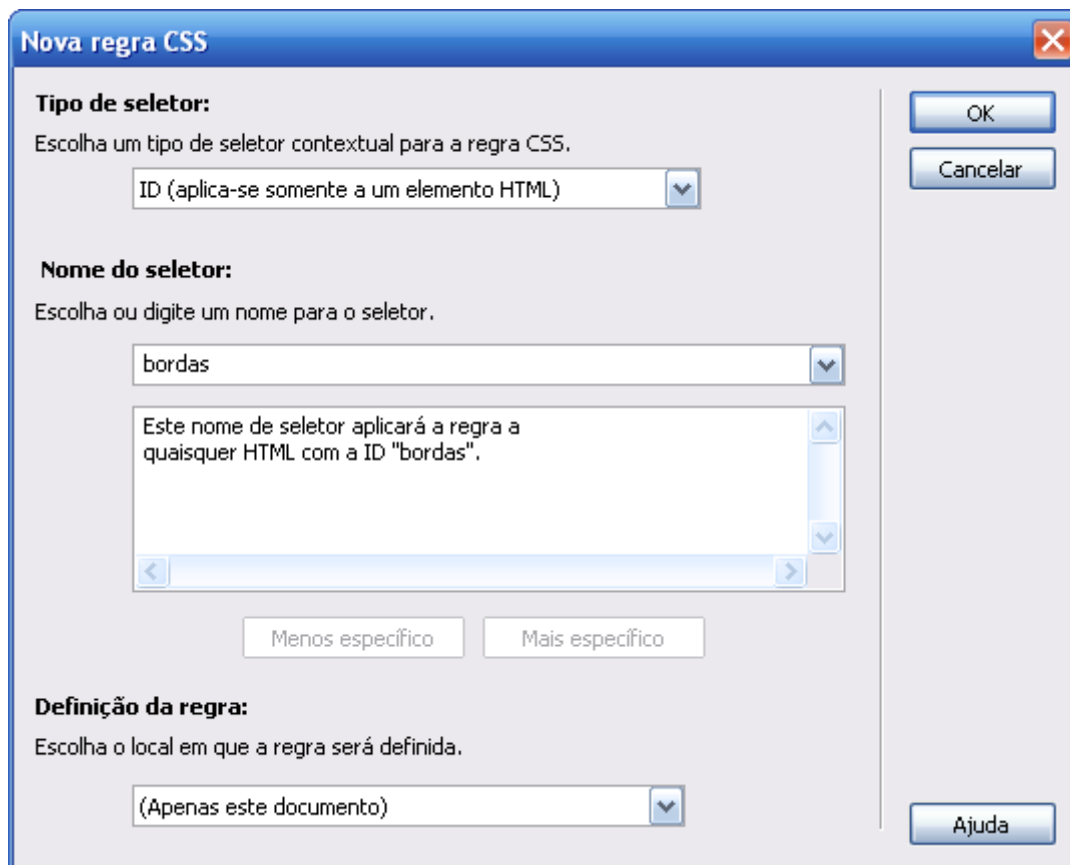 Nova regra CSS
Tipo de seletor:
OK
Escolha um tipo de seletor contextual para a regra CSS.
Cancelar
ID (aplica-se somente a um elemento HTML)
Nome do seletor:
Escolha ou digite um nome para o seletor.
bordas
Este nome de seletor aplicará a regra a
quaisquer HTML com a ID "bordas".
Menos específico
Mais específico
Definição da regra:
Escolha o local em que a regra será definida.
(Apenas este documento)
Ajuda